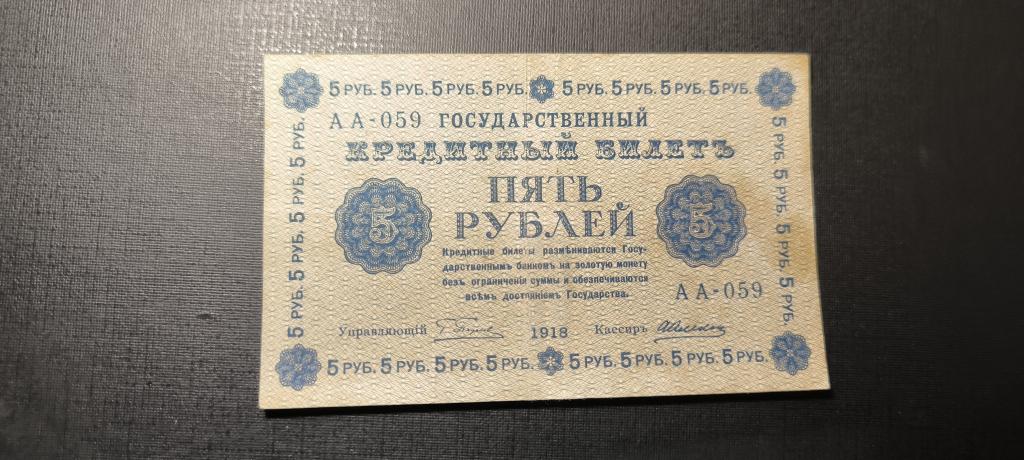 5 РУБ. 5 РУБ. 5 РУБ. 5 РУБ. 5 РУБ. 5 РУБ. 5 РУБ. 5 РУБ.
АА-059 ГОСУДАРСТВЕННЫЙ
КРЕДИТНЫЙ БИЛЕТЪ
ПЯТЬ
РУБЛЕЙ
5
5
Кредитные билеты размѣниваются Госу-
дарственнымъ банкомъ на золотую монету
безъ ограниченія суммы и обезпечиваются
всѣмъ достояніемъ Государства.
АА-059
Управляющій
1918
Кассиръ
5 РУБ. 5 РУБ. 5 РУБ. 5 РУБ. 5 РУБ. 5 РУБ. 5 РУБ. 5 РУБ.
5 РУБ. 5 РУБ. 5 РУБ. 5 РУБ.
5 РУБ. 5 РУБ. 5 РУБ. 5 РУБ.